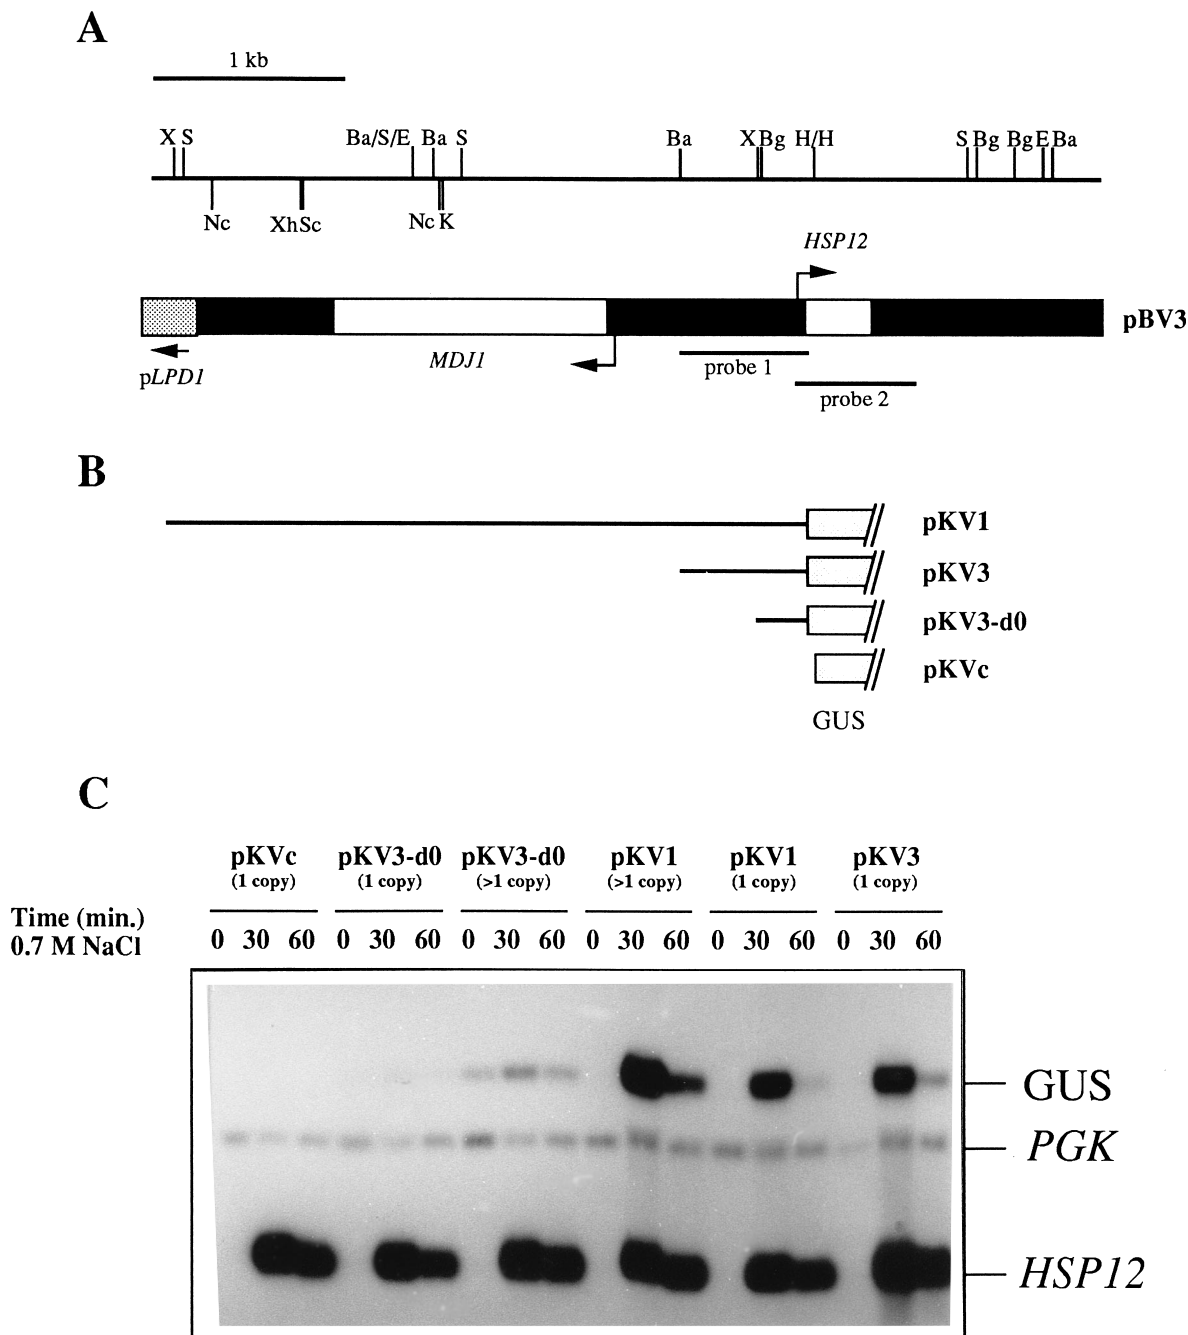 A
1 kb
X S Ba/S/E Ba S Ba X Bg H/H S Bg Bg E Ba
Nc XhSc Nc K
HSP12
pBV3
MDJ1
probe 1
pLPD1
probe 2
B
pKV1
pKV3
pKV3-d0
pKVc
GUS
C
pKVc pKV3-d0 pKV3-d0 pKV1 pKV1 pKV3
(1 copy) (1 copy) (>1 copy) (>1 copy) (1 copy) (1 copy)
Time (min.)
0.7 M NaCl 0 30 60 0 30 60 0 30 60 0 30 60 0 30 60 0 30 60
GUS
PGK
HSP12